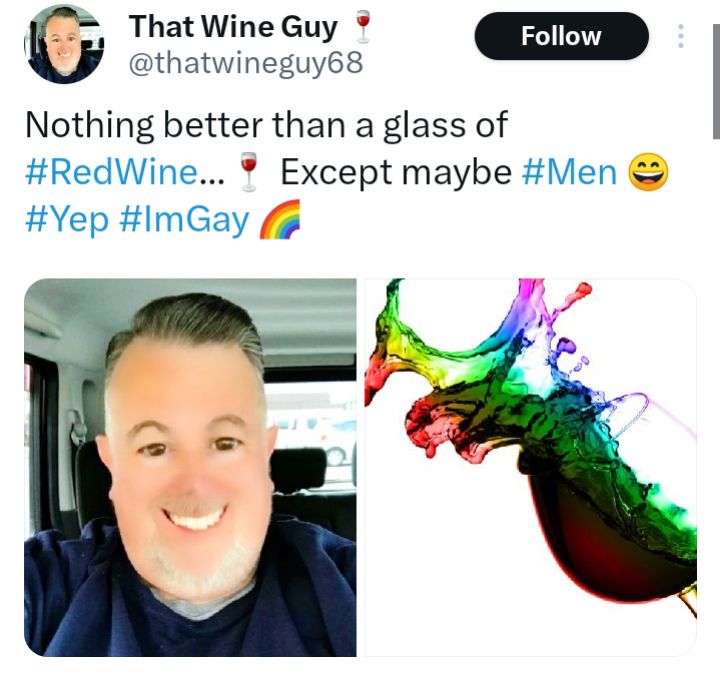 That Wine Guy 🍷
@thatwineguy68
Follow
Nothing better than a glass of
#RedWine...🍷 Except maybe #Men 😄
#Yep #ImGay 🌈